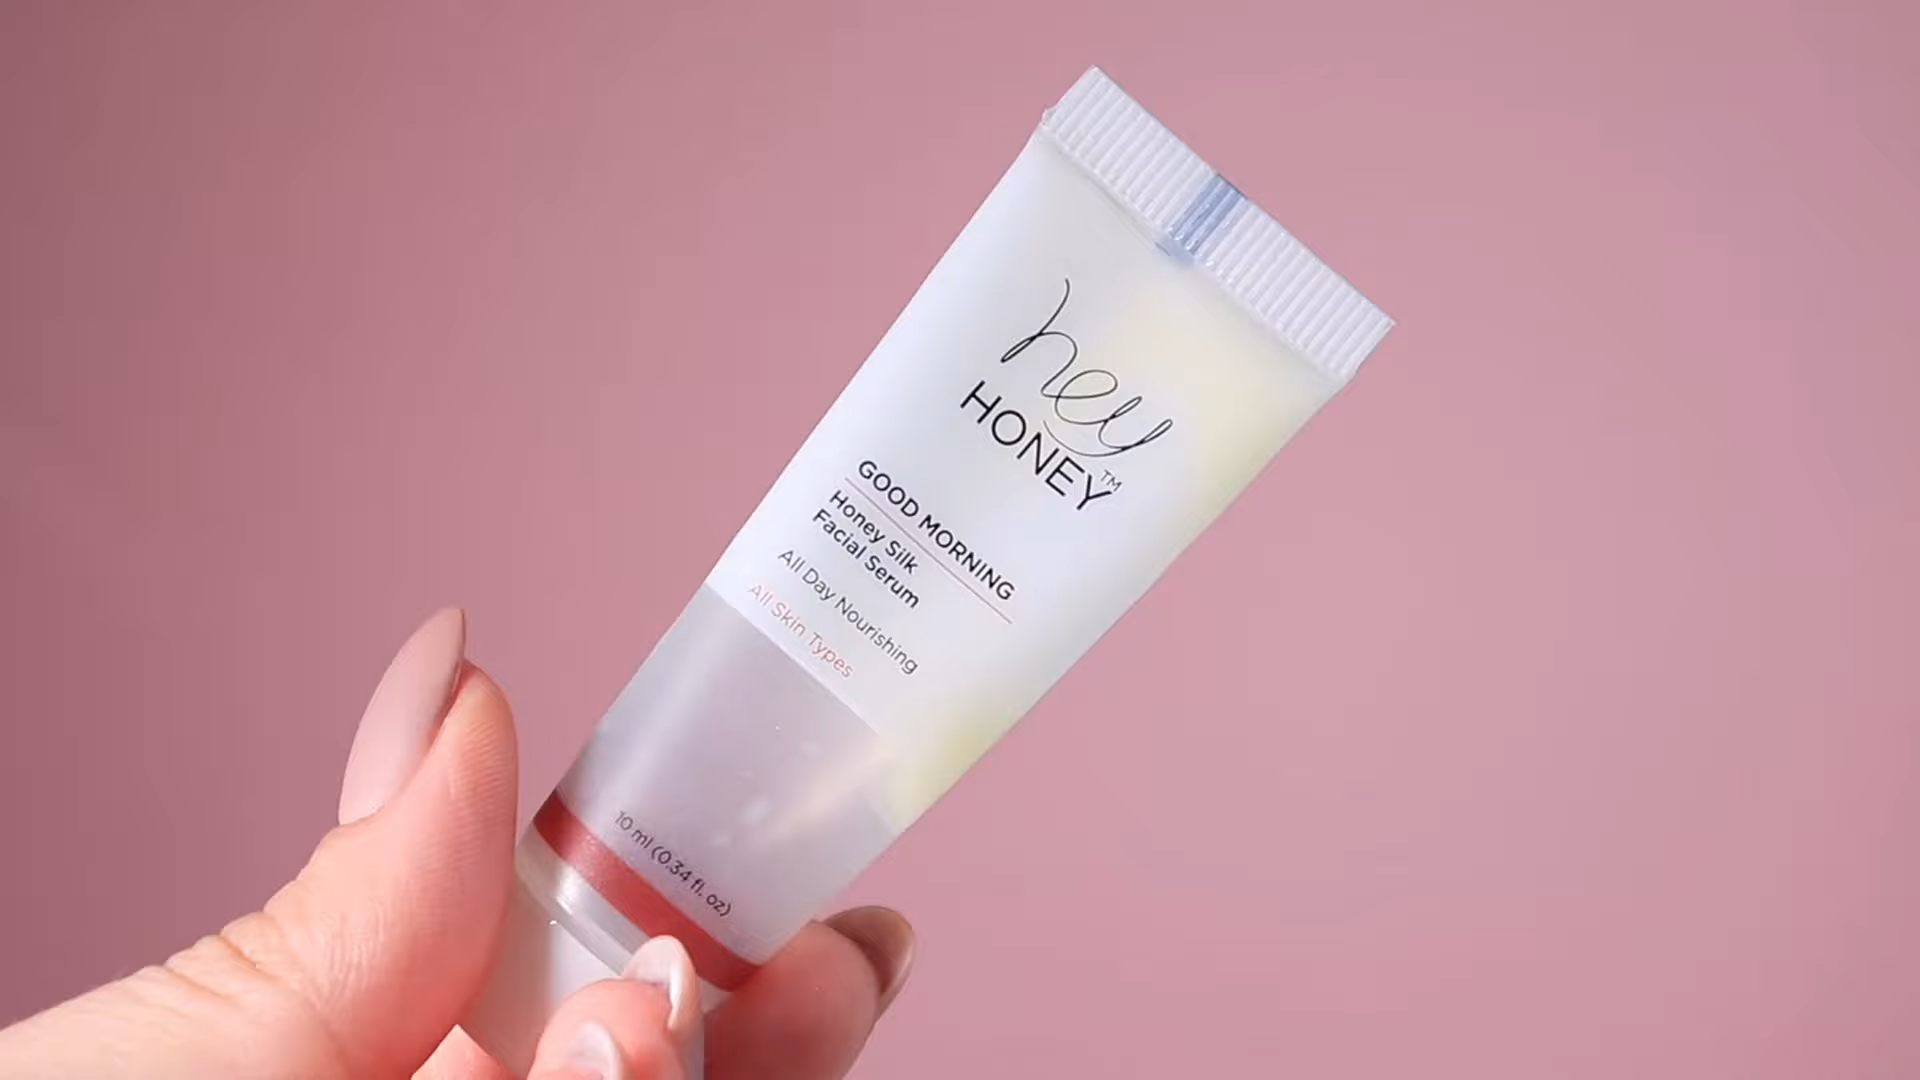 hey
HONEY™
GOOD MORNING
Honey Silk
Facial Serum
All Day Nourishing
All Skin Types
10 ml (0.34 fl. oz)